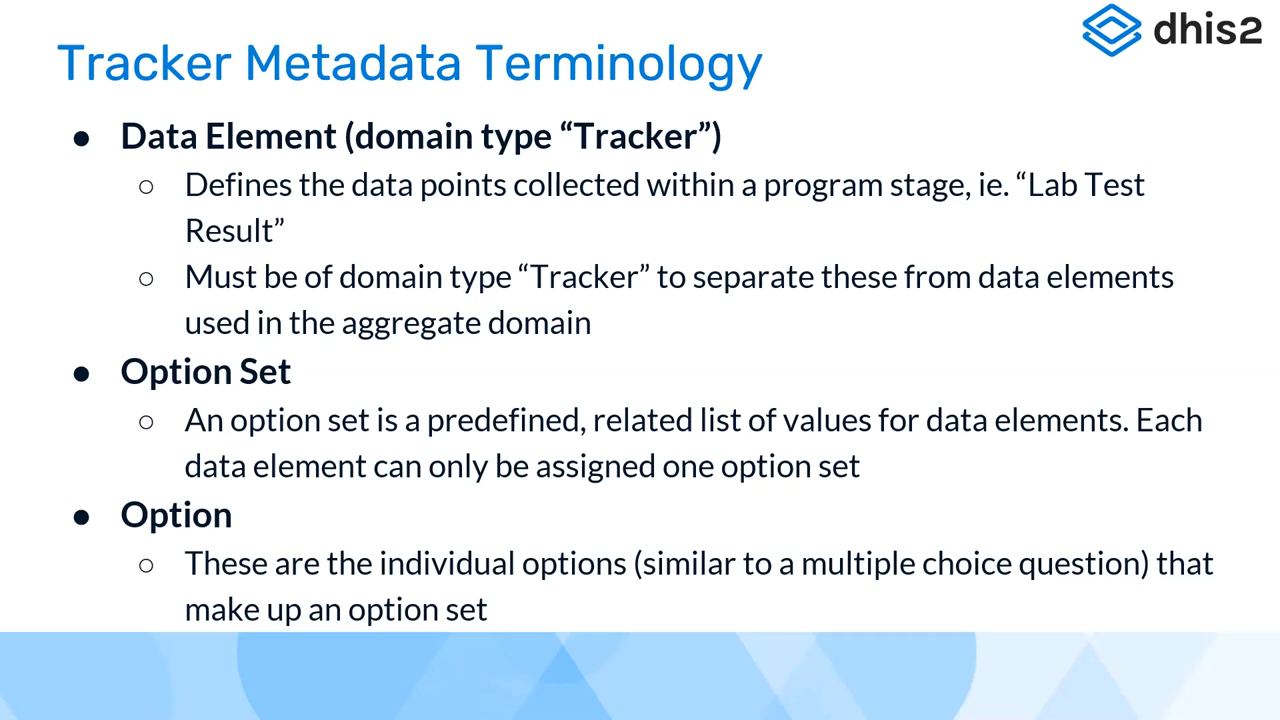 dhis2
Tracker Metadata Terminology
● Data Element (domain type “Tracker”)
○ Defines the data points collected within a program stage, ie. “Lab Test
Result”
○ Must be of domain type “Tracker” to separate these from data elements
used in the aggregate domain
● Option Set
○ An option set is a predefined, related list of values for data elements. Each
data element can only be assigned one option set
● Option
○ These are the individual options (similar to a multiple choice question) that
make up an option set